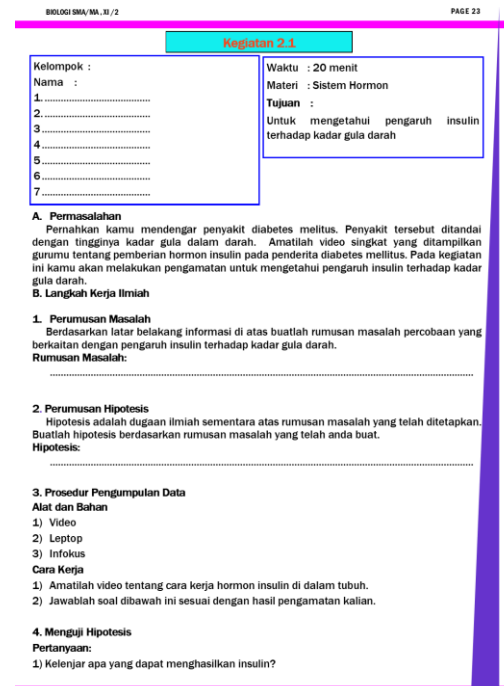 BIOLOGI SMA/MA , XI /2
PAGE 23
Kegiatan 2.1
Kelompok :
Nama :
1. ......................................
2. ......................................
3 ......................................
4 ......................................
5 ......................................
6 ......................................
7 ......................................
Waktu : 20 menit
Materi : Sistem Hormon
Tujuan :
Untuk mengetahui pengaruh insulin
terhadap kadar gula darah
A. Permasalahan
Pernahkan kamu mendengar penyakit diabetes melitus. Penyakit tersebut ditandai
dengan tingginya kadar gula dalam darah. Amatilah video singkat yang ditampilkan
gurumu tentang pemberian hormon insulin pada penderita diabetes mellitus. Pada kegiatan
ini kamu akan melakukan pengamatan untuk mengetahui pengaruh insulin terhadap kadar
gula darah.
B. Langkah Kerja Ilmiah
1. Perumusan Masalah
Berdasarkan latar belakang informasi di atas buatlah rumusan masalah percobaan yang
berkaitan dengan pengaruh insulin terhadap kadar gula darah.
Rumusan Masalah:
................................................................................
2. Perumusan Hipotesis
Hipotesis adalah dugaan ilmiah sementara atas rumusan masalah yang telah ditetapkan.
Buatlah hipotesis berdasarkan rumusan masalah yang telah anda buat.
Hipotesis:
................................................................................
3. Prosedur Pengumpulan Data
Alat dan Bahan
1) Video
2) Leptop
3) Infokus
Cara Kerja
1) Amatilah video tentang cara kerja hormon insulin di dalam tubuh.
2) Jawablah soal dibawah ini sesuai dengan hasil pengamatan kalian.
4. Menguji Hipotesis
Pertanyaan:
1) Kelenjar apa yang dapat menghasilkan insulin?